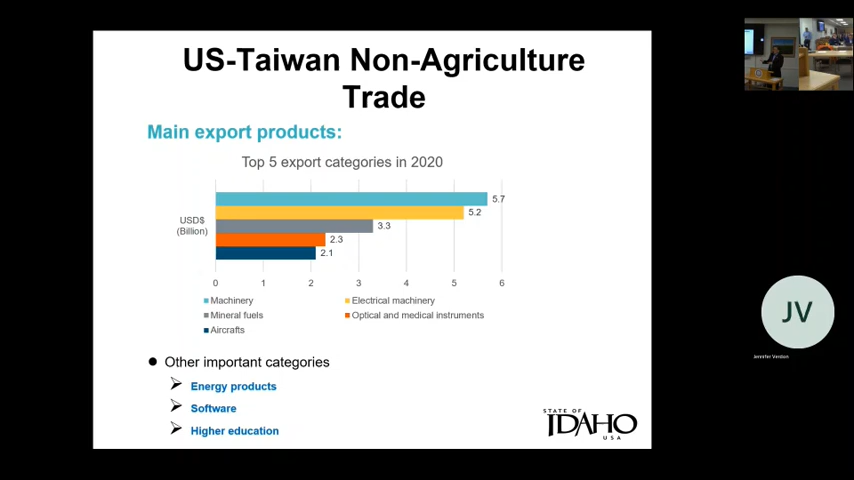 US-Taiwan Non-Agriculture
Trade
Main export products:
Top 5 export categories in 2020
5.7
5.2
USD$
(Billion)
3.3
2.3
2.1
0 1 2 3 4 5 6
Machinery
Electrical machinery
Mineral fuels
Optical and medical instruments
Aircrafts
Other important categories
Energy products
Software
Higher education
STATE OF
IDAHO
USA
JV
Jennifer Verdon